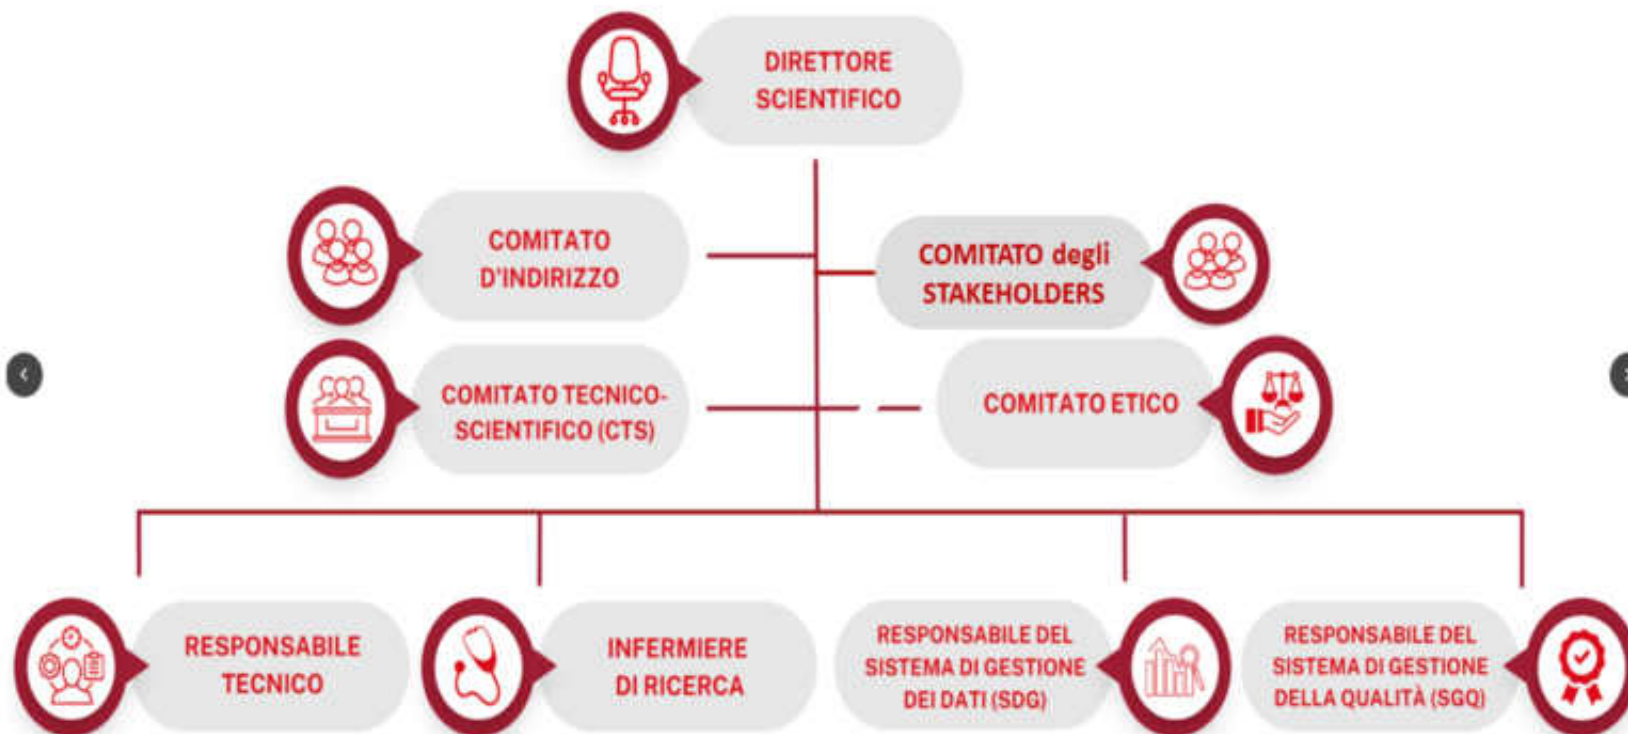 DIRETTORE
SCIENTIFICO
COMITATO
D'INDIRIZZO
COMITATO degli
STAKEHOLDERS
COMITATO TECNICO-
SCIENTIFICO (CTS)
COMITATO ETICO
RESPONSABILE
TECNICO
INFERMIERE
DI RICERCA
RESPONSABILE DEL
SISTEMA DI GESTIONE
DEI DATI (SDG)
RESPONSABILE DEL
SISTEMA DI GESTIONE
DELLA QUALITÀ (SGQ)